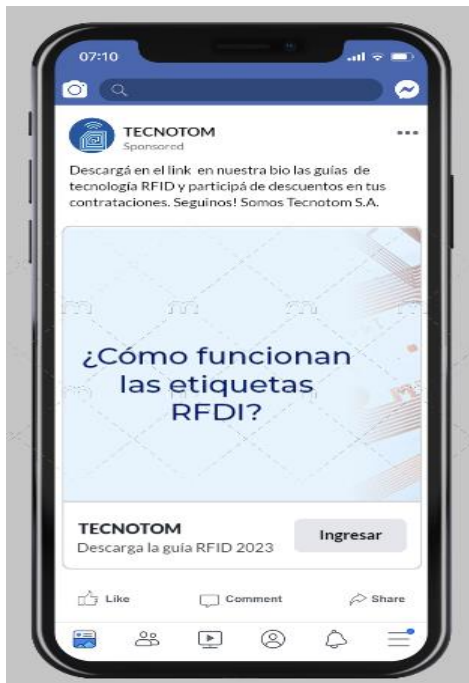 07:10
TECNOTOM
Sponsored
Descargá en el link en nuestra bio las guías de
tecnología RFID y participá de descuentos en tus
contrataciones. Seguinos! Somos Tecnotom S.A.
¿Cómo funcionan
las etiquetas
RFDI?
TECNOTOM
Descarga la guía RFID 2023
Ingresar
Like
Comment
Share